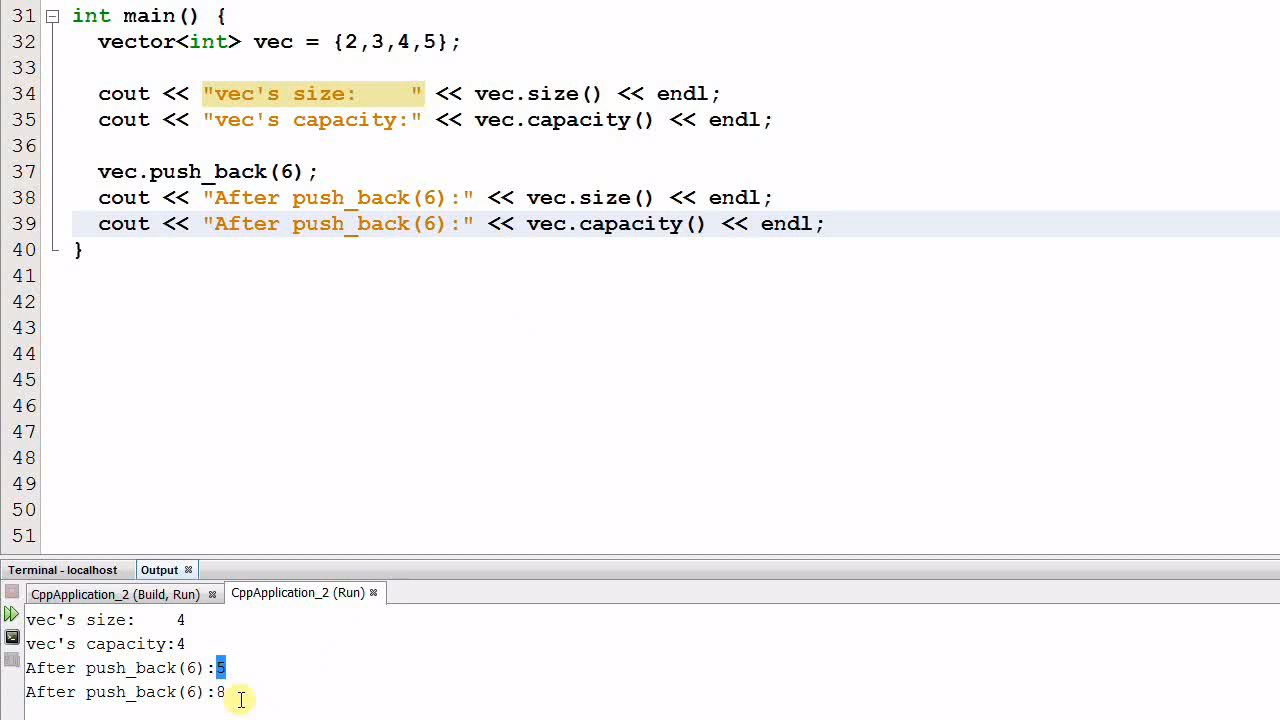 31 int main() {
32 vector<int> vec = {2,3,4,5};
33
34 cout << "vec's size:    " << vec.size() << endl;
35 cout << "vec's capacity:" << vec.capacity() << endl;
36
37 vec.push_back(6);
38 cout << "After push_back(6):" << vec.size() << endl;
39 cout << "After push_back(6):" << vec.capacity() << endl;
40 }
41
42
43
44
45
46
47
48
49
50
51
Terminal - localhost Output
CppApplication_2 (Build, Run) CppApplication_2 (Run)
vec's size:    4
vec's capacity:4
After push_back(6):5
After push_back(6):8